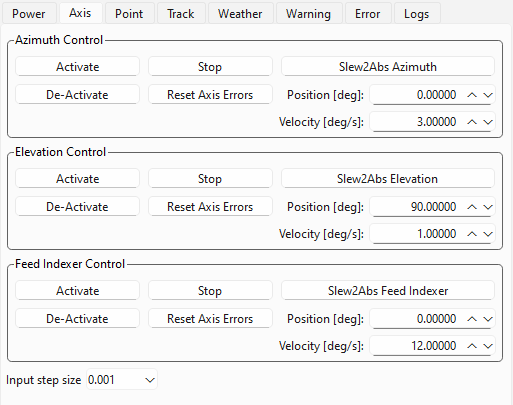 Power Axis Point Track Weather Warning Error Logs
Azimuth Control
Activate Stop Slew2Abs Azimuth
De-Activate Reset Axis Errors Position [deg]: 0.00000
Velocity [deg/s]: 3.00000
Elevation Control
Activate Stop Slew2Abs Elevation
De-Activate Reset Axis Errors Position [deg]: 90.00000
Velocity [deg/s]: 1.00000
Feed Indexer Control
Activate Stop Slew2Abs Feed Indexer
De-Activate Reset Axis Errors Position [deg]: 0.00000
Velocity [deg/s]: 12.00000
Input step size 0.001